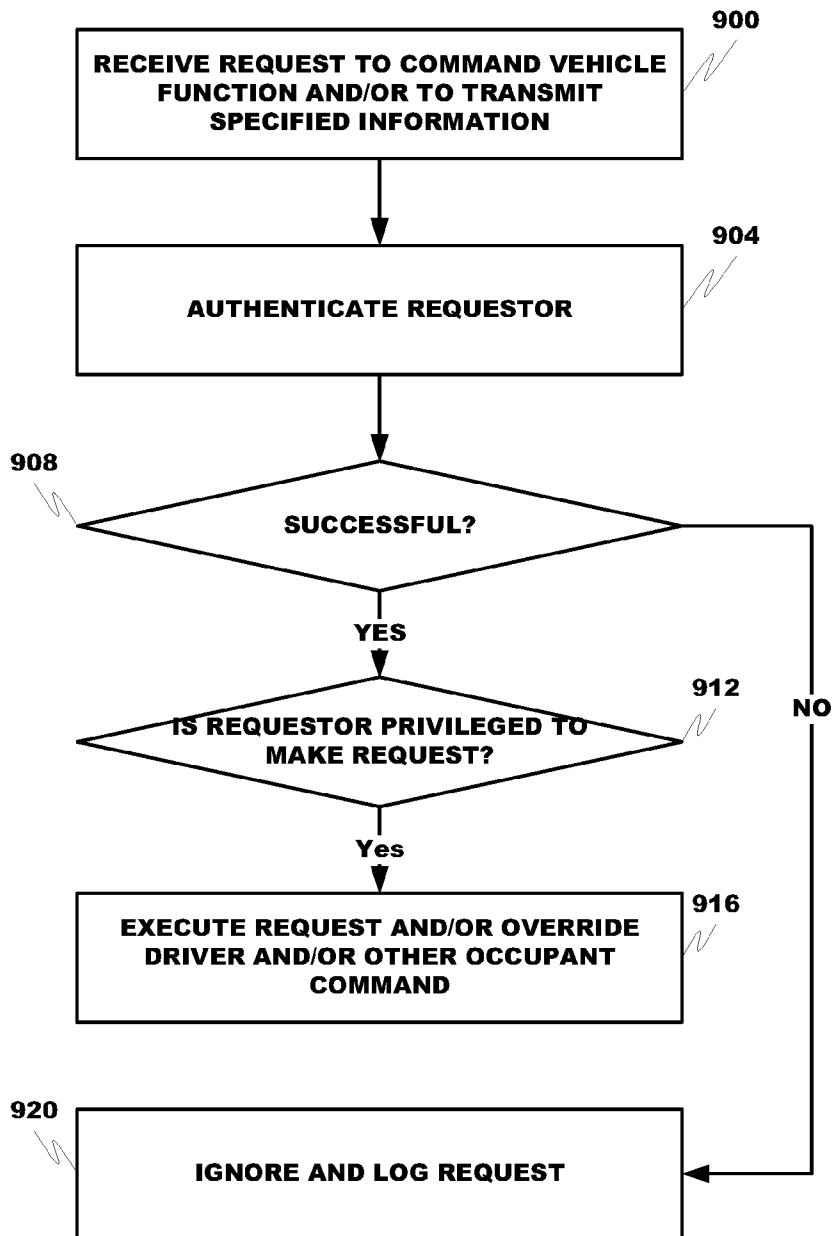 900
RECEIVE REQUEST TO COMMAND VEHICLE
FUNCTION AND/OR TO TRANSMIT
SPECIFIED INFORMATION
904
AUTHENTICATE REQUESTOR
908
SUCCESSFUL?
YES
912
IS REQUESTOR PRIVILEGED TO
MAKE REQUEST?
NO
Yes
916
EXECUTE REQUEST AND/OR OVERRIDE
DRIVER AND/OR OTHER OCCUPANT
COMMAND
920
IGNORE AND LOG REQUEST